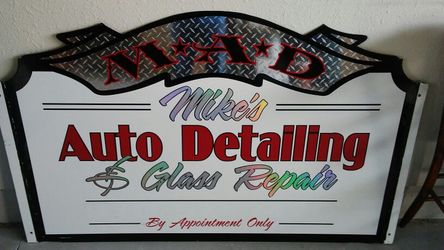 M★A★D
Mike's
Auto Detailing
& Glass Repair
By Appointment Only